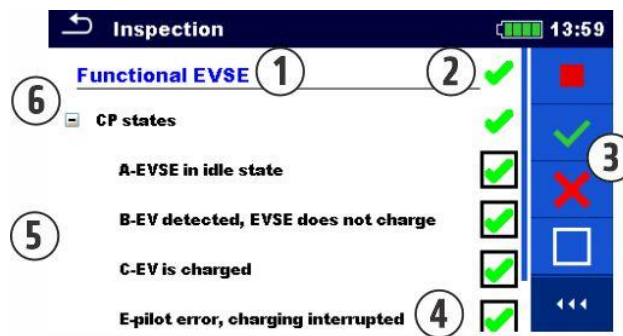 Inspection 13:59
Functional EVSE 1 2
6 CP states
3
A-EVSE in idle state
B-EV detected, EVSE does not charge
5
C-EV is charged
E-pilot error, charging interrupted 4